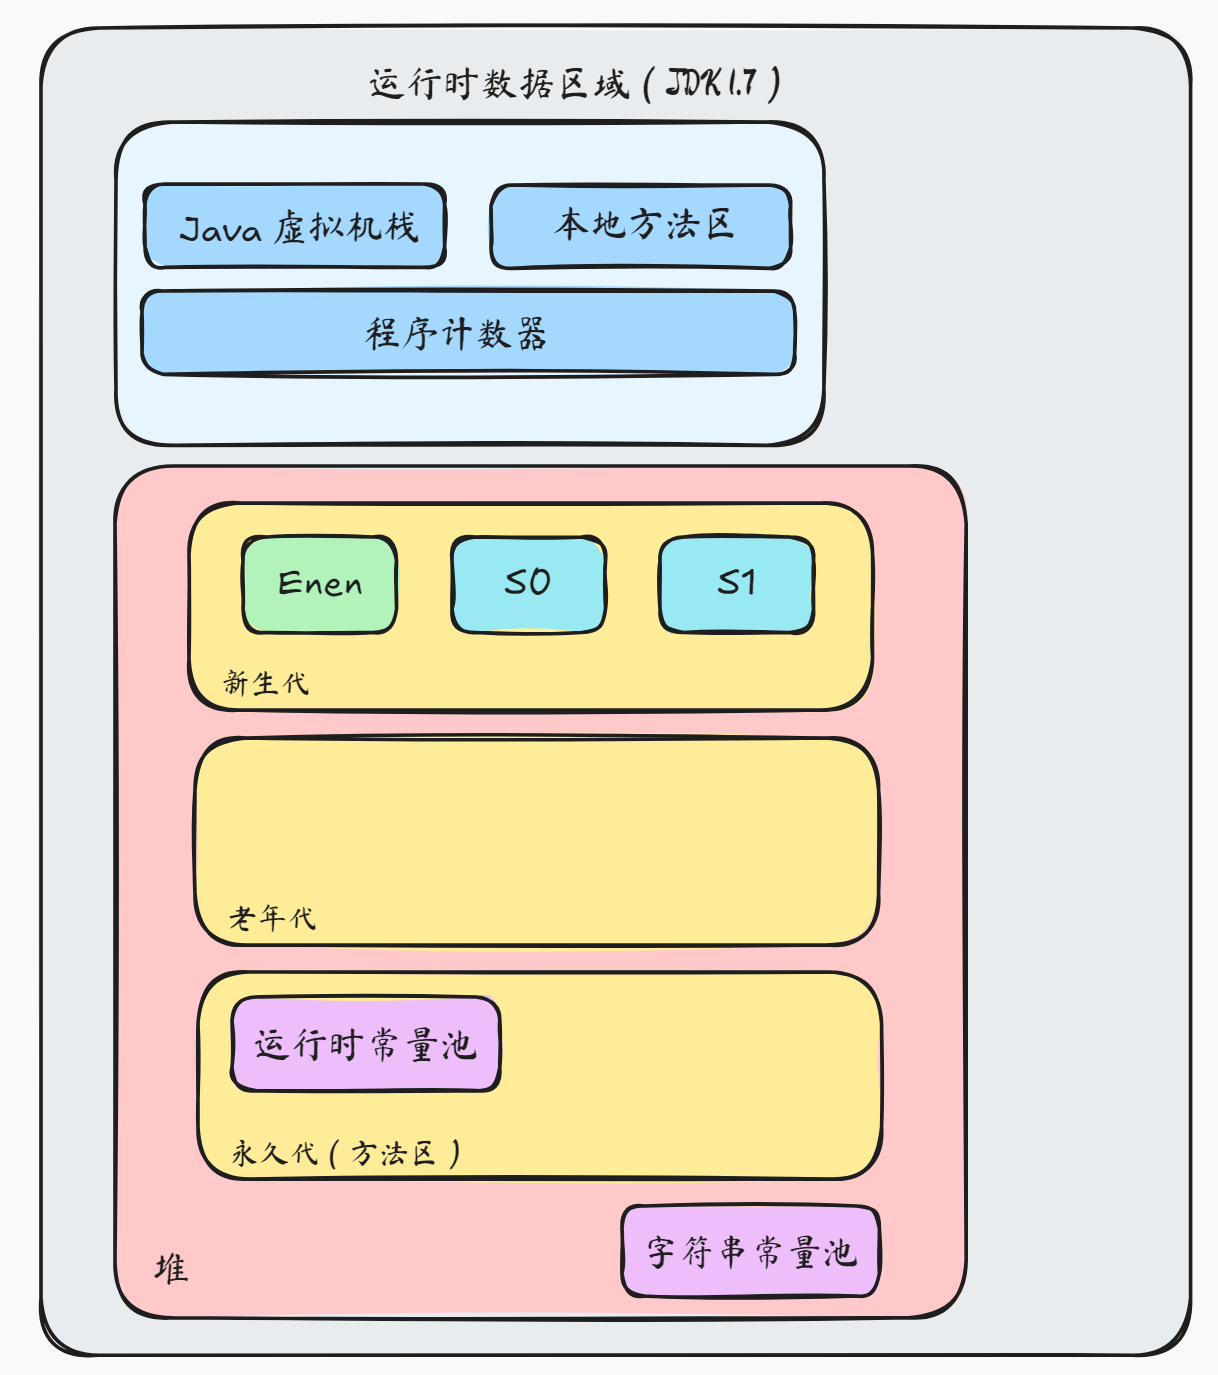 运行时数据区域（JDK1.7）
Java 虚拟机栈
本地方法区
程序计数器
Enen
S0
S1
新生代
老年代
运行时常量池
永久代（方法区）
字符串常量池
堆